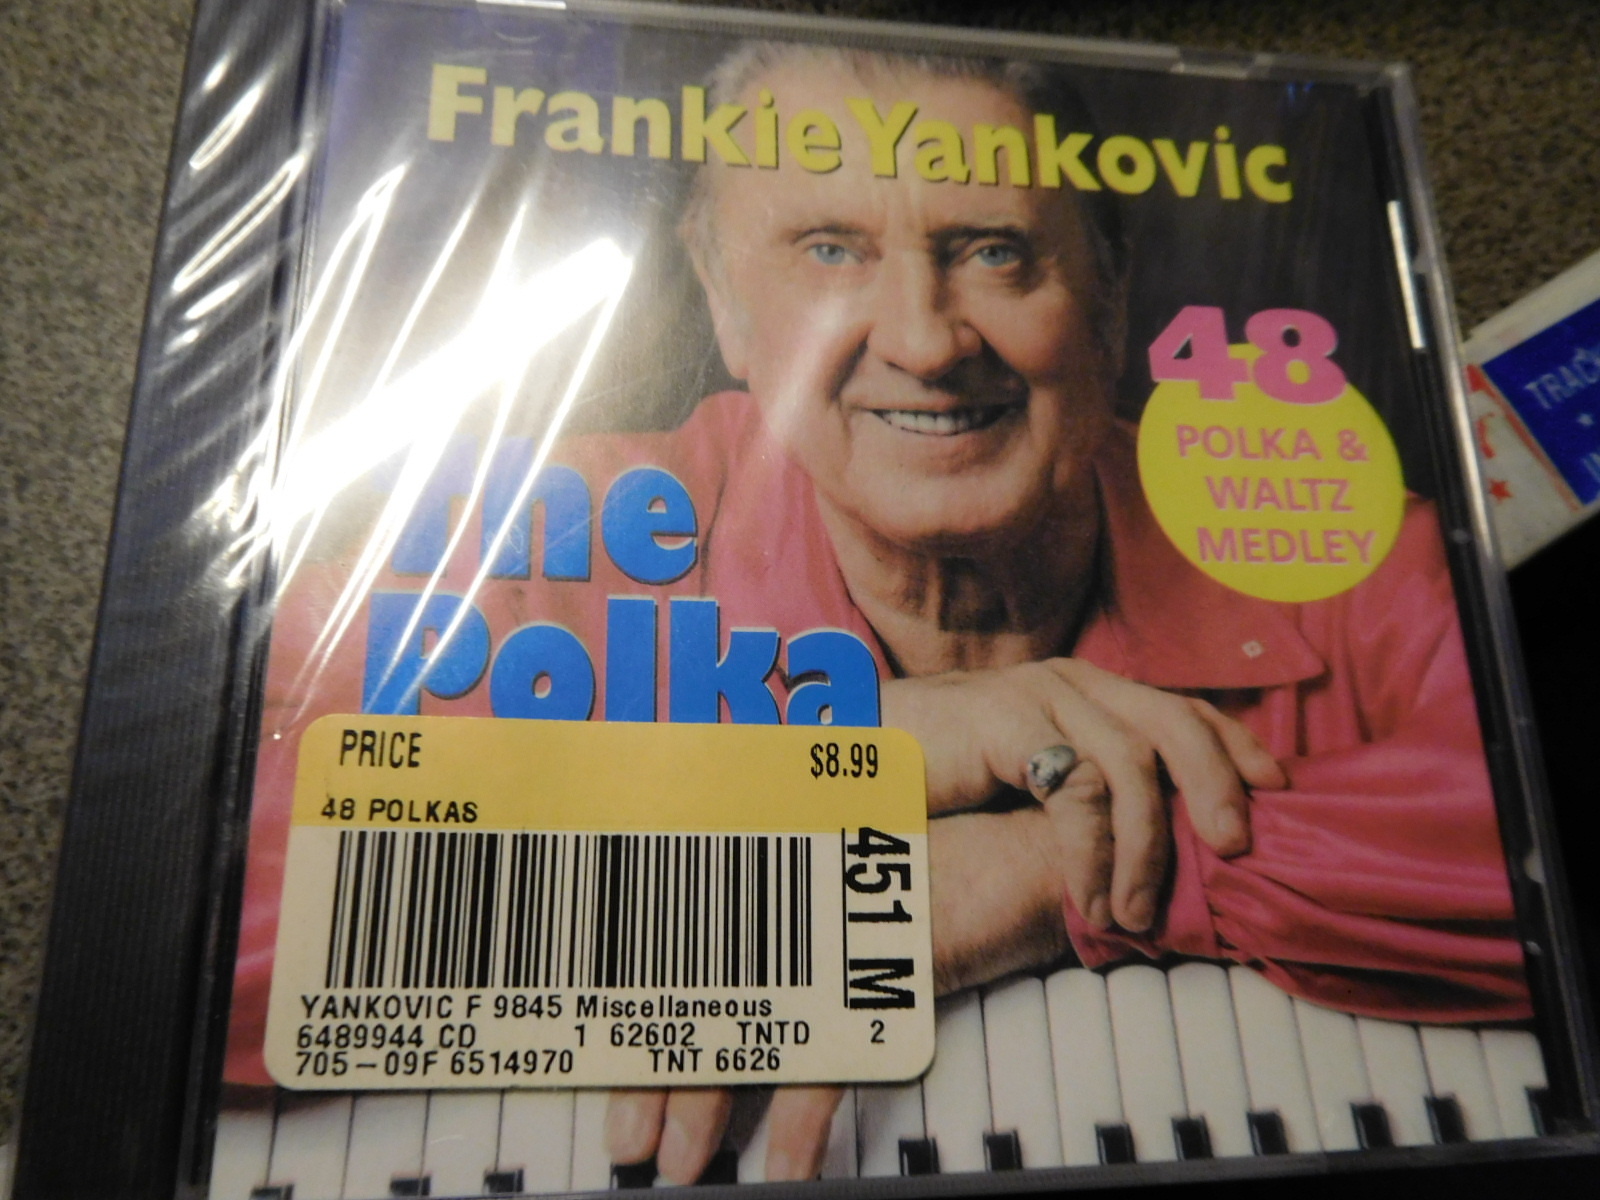 Frankie Yankovic
48
POLKA &
WALTZ
MEDLEY
The
Polka
PRICE $8.99
48 POLKAS
451 M
YANKOVIC F 9845 Miscellaneous
6489944 CD 1 62602 TNTD 2
705-09F 6514970 TNT 6626